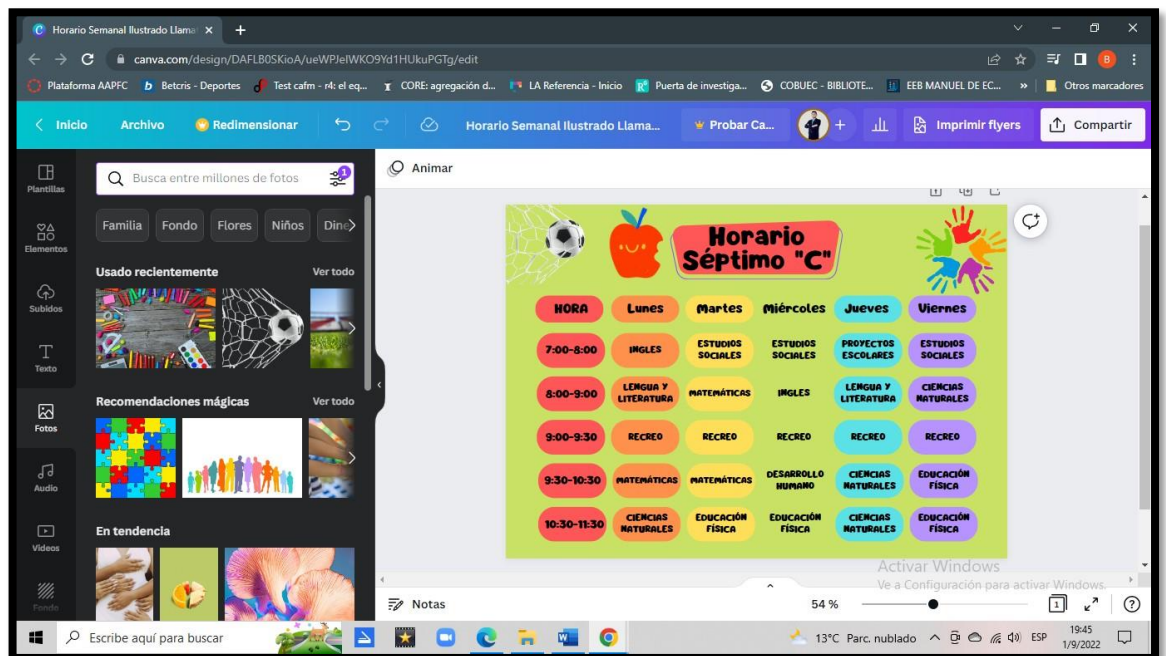 Horario Semanal Ilustrado Llama
canva.com/design/DAFLB0SKioA/ueWPJeIWKO9Yd1HUkuPGTg/edit
Plataforma AAPFC Betcris - Deportes Test cafm - r4: el eq... CORE: agregación d... LA Referencia - Inicio Puerta de investiga... COBUEC - BIBLIOTE... EEB MANUEL DE EC... » Otros marcadores
Inicio Archivo Redimensionar Horario Semanal Ilustrado Llama... Probar Ca... Imprimir flyers Compartir
Plantillas
Elementos
Subidos
Texto
Fotos
Audio
Videos
Fondo
Busca entre millones de fotos
1
Familia Fondo Flores Niños Dine
Usado recientemente Ver todo
Recomendaciones mágicas Ver todo
En tendencia
Animar
Horario
Séptimo "C"
HORA Lunes Martes Miércoles Jueves Viernes
7:00-8:00 INGLES ESTUDIOS SOCIALES ESTUDIOS SOCIALES PROYECTOS ESCOLARES ESTUDIOS SOCIALES
8:00-9:00 LENGUA Y LITERATURA MATEMÁTICAS INGLES LENGUA Y LITERATURA CIENCIAS NATURALES
9:00-9:30 RECREO RECREO RECREO RECREO RECREO
9:30-10:30 MATEMÁTICAS MATEMÁTICAS DESARROLLO HUMANO CIENCIAS NATURALES EDUCACIÓN FÍSICA
10:30-11:30 CIENCIAS NATURALES EDUCACIÓN FÍSICA EDUCACIÓN FÍSICA CIENCIAS NATURALES EDUCACIÓN FÍSICA
Activar Windows
Ve a Configuración para activar Windows.
Notas 54 % 1
Escribe aquí para buscar 13°C Parc. nublado ESP 19:45
1/9/2022